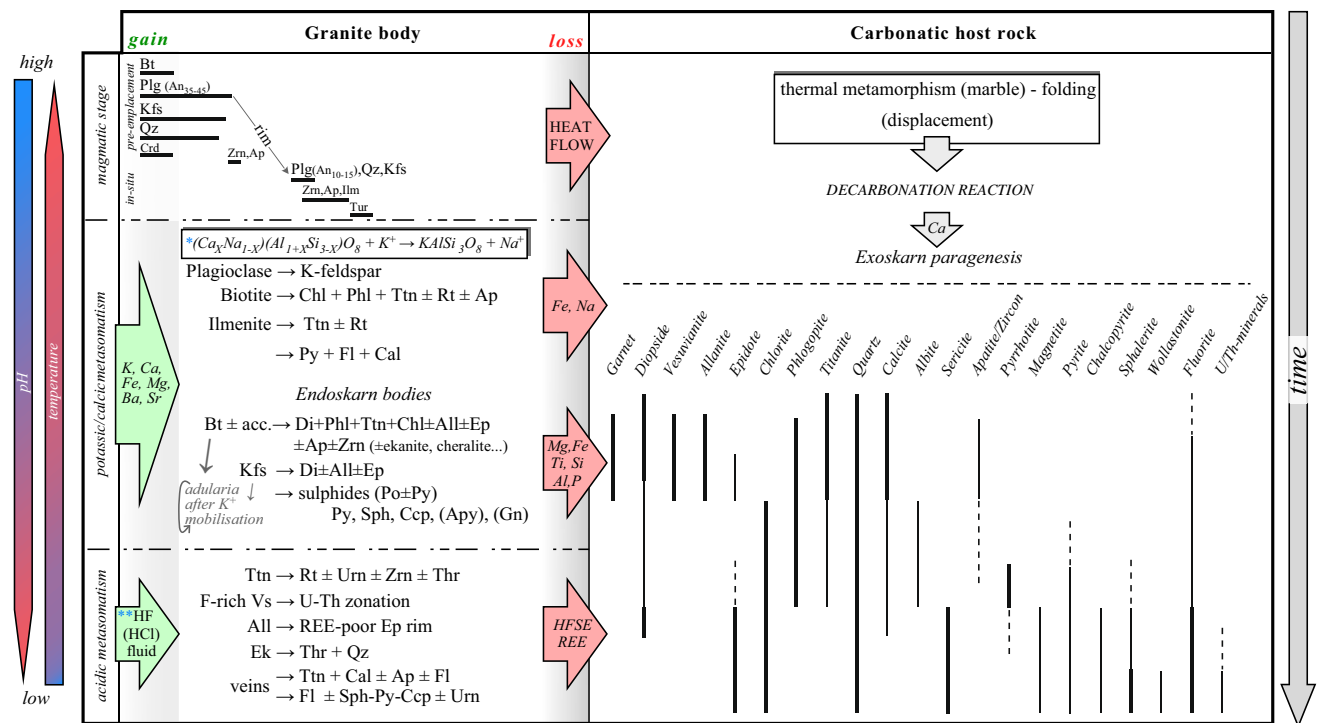 gain
Granite body
loss
Carbonatic host rock
high
low
pH
temperature
magmatic stage
pre-emplacement
in-situ
Bt
Plg (An35-45)
Kfs
Qz
Crd
Zrn,Ap
rim
Plg(An10-15),Qz,Kfs
Zrn,Ap,Ilm
Tur
HEAT
FLOW
thermal metamorphism (marble) - folding
(displacement)
DECARBONATION REACTION
Ca
Exoskarn paragenesis
potassic/calcicmetasomatism
K, Ca,
Fe, Mg,
Ba, Sr
*(CaXNa1-X)(Al1+XSi3-X)O8 + K+ → KAlSi3O8 + Na+
Plagioclase → K-feldspar
Biotite → Chl + Phl + Ttn ± Rt ± Ap
Ilmenite → Ttn ± Rt
→ Py + Fl + Cal
Endoskarn bodies
Bt ± acc.→ Di+Phl+Ttn+Chl±All±Ep
±Ap±Zrn (±ekanite, cheralite...)
Kfs → Di±All±Ep
→ sulphides (Po±Py)
Py, Sph, Ccp, (Apy), (Gn)
adularia ↓
after K+
mobilisation
Fe, Na
Mg,Fe
Ti, Si
Al,P
Garnet
Diopside
Vesuvianite
Allanite
Epidote
Chlorite
Phlogopite
Titanite
Quartz
Calcite
Albite
Sericite
Apatite/Zircon
Pyrrhotite
Magnetite
Pyrite
Chalcopyrite
Sphalerite
Wollastonite
Fluorite
U/Th-minerals
acidic metasomatism
**HF
(HCl)
fluid
Ttn → Rt ± Urn ± Zrn ± Thr
F-rich Vs → U-Th zonation
All → REE-poor Ep rim
Ek → Thr + Qz
veins → Ttn + Cal ± Ap ± Fl
→ Fl ± Sph-Py-Ccp ± Urn
HFSE
REE
time